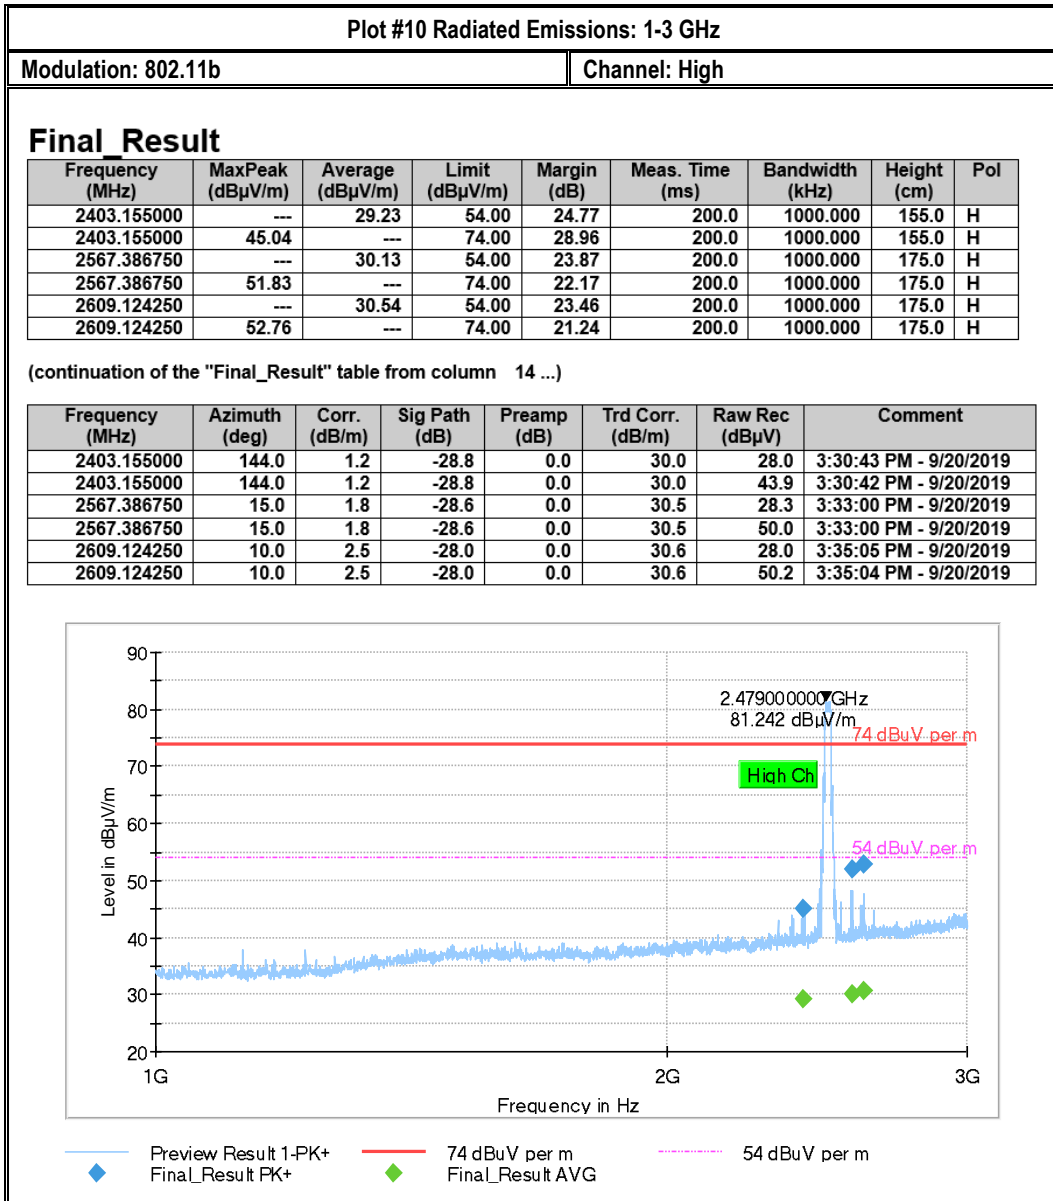 Plot #10 Radiated Emissions: 1-3 GHz
Modulation: 802.11b Channel: High
Final_Result
Frequency (MHz) MaxPeak (dBµV/m) Average (dBµV/m) Limit (dBµV/m) Margin (dB) Meas. Time (ms) Bandwidth (kHz) Height (cm) Pol
2403.155000 --- 29.23 54.00 24.77 200.0 1000.000 155.0 H
2403.155000 45.04 --- 74.00 28.96 200.0 1000.000 155.0 H
2567.386750 --- 30.13 54.00 23.87 200.0 1000.000 175.0 H
2567.386750 51.83 --- 74.00 22.17 200.0 1000.000 175.0 H
2609.124250 --- 30.54 54.00 23.46 200.0 1000.000 175.0 H
2609.124250 52.76 --- 74.00 21.24 200.0 1000.000 175.0 H
(continuation of the "Final_Result" table from column 14 ...)
Frequency (MHz) Azimuth (deg) Corr. (dB/m) Sig Path (dB) Preamp (dB) Trd Corr. (dB/m) Raw Rec (dBµV) Comment
2403.155000 144.0 1.2 -28.8 0.0 30.0 28.0 3:30:43 PM - 9/20/2019
2403.155000 144.0 1.2 -28.8 0.0 30.0 43.9 3:30:42 PM - 9/20/2019
2567.386750 15.0 1.8 -28.6 0.0 30.5 28.3 3:33:00 PM - 9/20/2019
2567.386750 15.0 1.8 -28.6 0.0 30.5 50.0 3:33:00 PM - 9/20/2019
2609.124250 10.0 2.5 -28.0 0.0 30.6 28.0 3:35:05 PM - 9/20/2019
2609.124250 10.0 2.5 -28.0 0.0 30.6 50.2 3:35:04 PM - 9/20/2019
90
2.479000000 GHz
80
81.242 dBµV/m
74 dBuV per m
70
High Ch
60
54 dBuV per m
50
40
30
20
Level in dBµV/m
1G 2G 3G
Frequency in Hz
Preview Result 1-PK+ 74 dBuV per m 54 dBuV per m
Final_Result PK+ Final_Result AVG